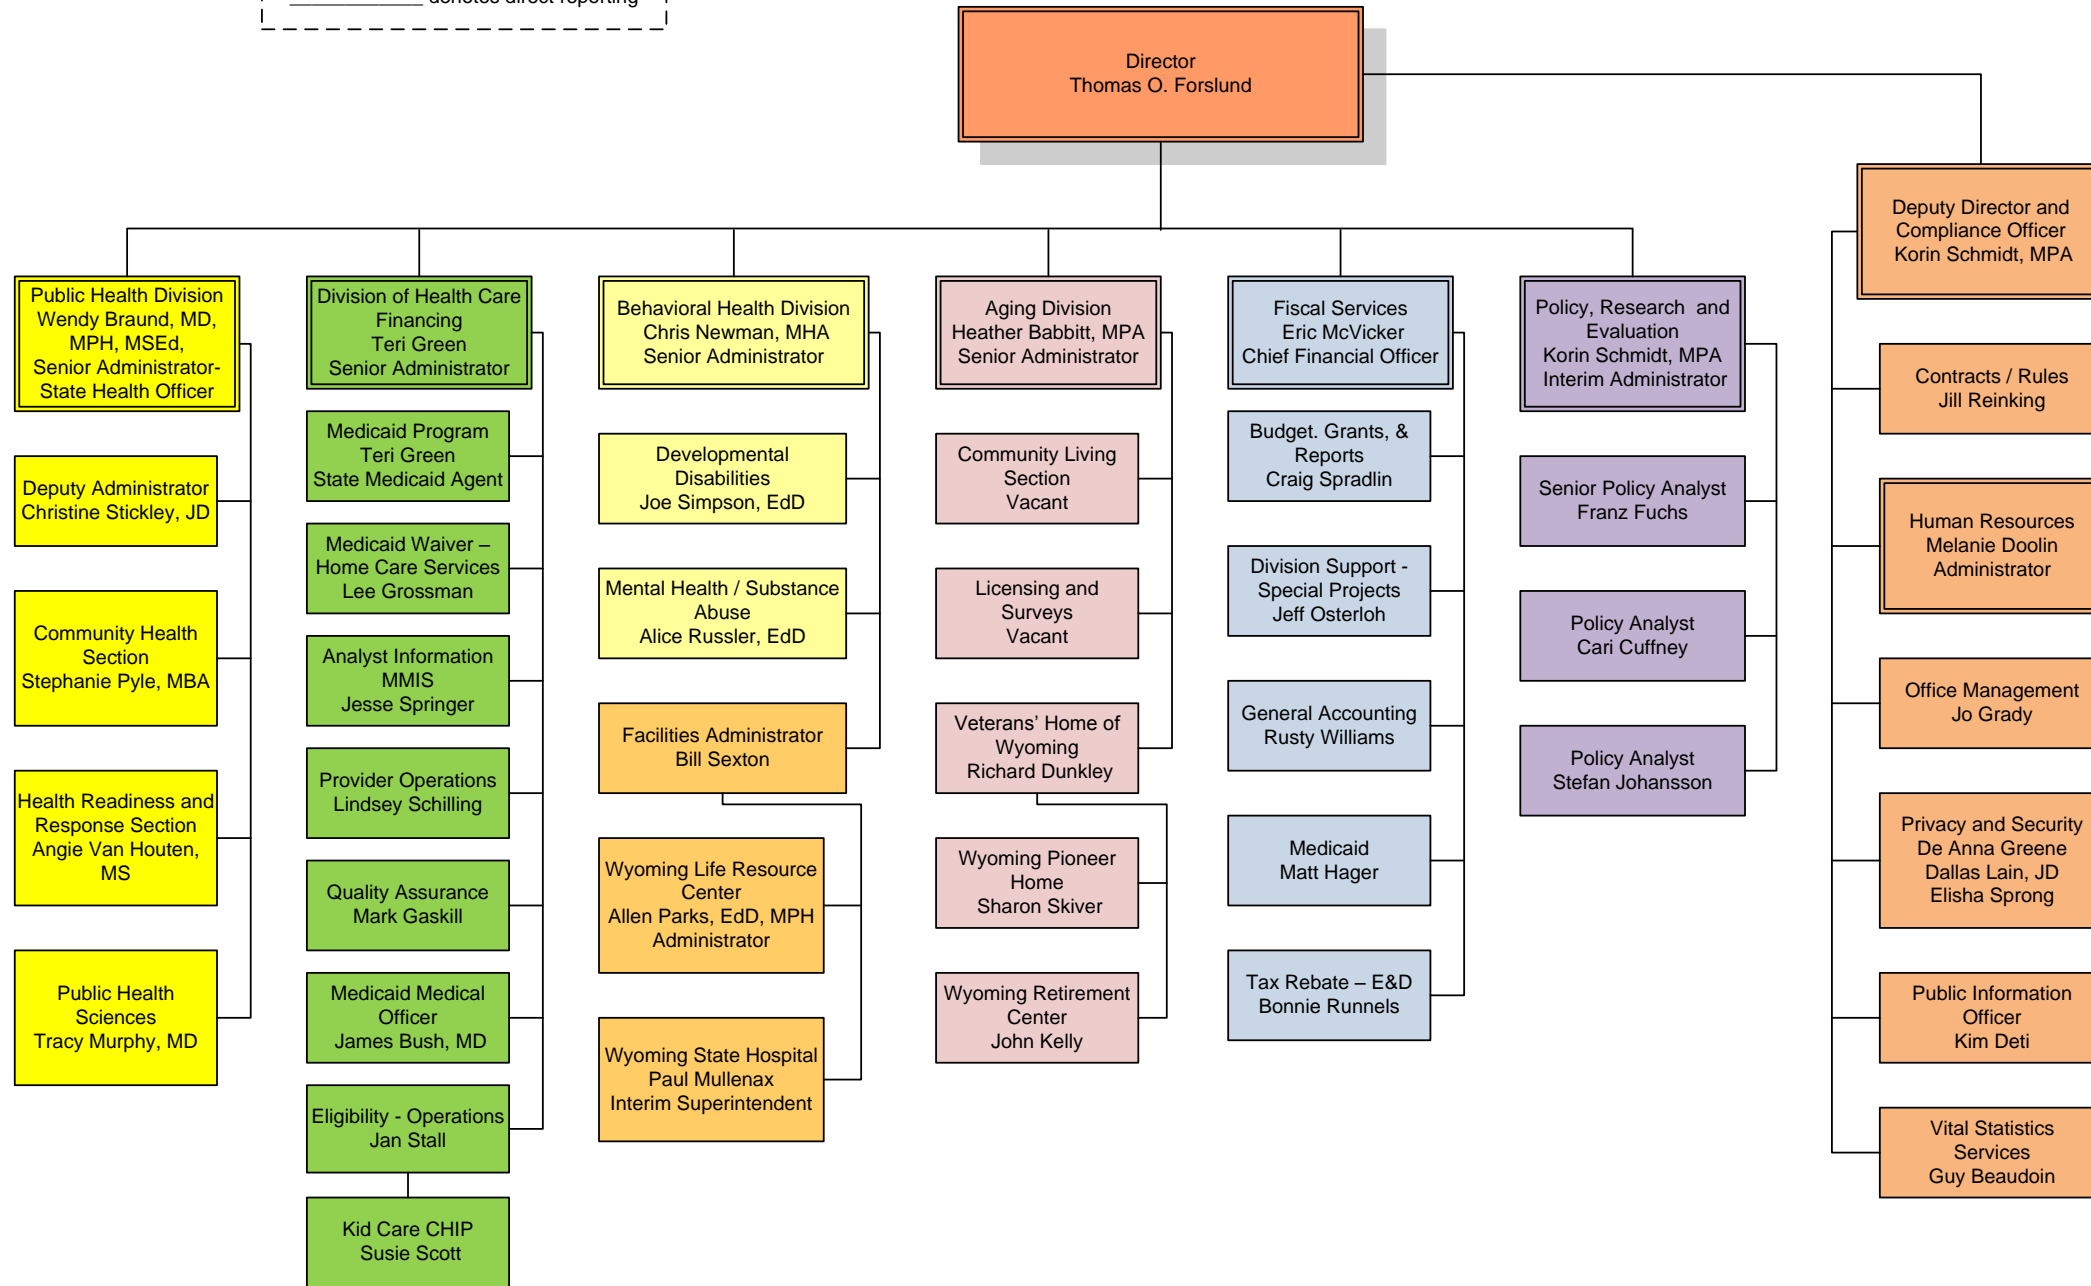 _____________ denotes direct reporting
Director
Thomas O. Forslund
Deputy Director and
Compliance Officer
Korin Schmidt, MPA
Public Health Division
Wendy Braund, MD,
MPH, MSEd,
Senior Administrator-
State Health Officer
Deputy Administrator
Christine Stickley, JD
Community Health
Section
Stephanie Pyle, MBA
Health Readiness and
Response Section
Angie Van Houten,
MS
Public Health
Sciences
Tracy Murphy, MD
Division of Health Care
Financing
Teri Green
Senior Administrator
Medicaid Program
Teri Green
State Medicaid Agent
Medicaid Waiver –
Home Care Services
Lee Grossman
Analyst Information
MMIS
Jesse Springer
Provider Operations
Lindsey Schilling
Quality Assurance
Mark Gaskill
Medicaid Medical
Officer
James Bush, MD
Eligibility - Operations
Jan Stall
Kid Care CHIP
Susie Scott
Behavioral Health Division
Chris Newman, MHA
Senior Administrator
Developmental
Disabilities
Joe Simpson, EdD
Mental Health / Substance
Abuse
Alice Russler, EdD
Facilities Administrator
Bill Sexton
Wyoming Life Resource
Center
Allen Parks, EdD, MPH
Administrator
Wyoming State Hospital
Paul Mullenax
Interim Superintendent
Aging Division
Heather Babbitt, MPA
Senior Administrator
Community Living
Section
Vacant
Licensing and
Surveys
Vacant
Veterans’ Home of
Wyoming
Richard Dunkley
Wyoming Pioneer
Home
Sharon Skiver
Wyoming Retirement
Center
John Kelly
Fiscal Services
Eric McVicker
Chief Financial Officer
Budget. Grants, &
Reports
Craig Spradlin
Division Support -
Special Projects
Jeff Osterloh
General Accounting
Rusty Williams
Medicaid
Matt Hager
Tax Rebate – E&D
Bonnie Runnels
Policy, Research  and
Evaluation
Korin Schmidt, MPA
Interim Administrator
Senior Policy Analyst
Franz Fuchs
Policy Analyst
Cari Cuffney
Policy Analyst
Stefan Johansson
Contracts / Rules
Jill Reinking
Human Resources
Melanie Doolin
Administrator
Office Management
Jo Grady
Privacy and Security
De Anna Greene
Dallas Lain, JD
Elisha Sprong
Public Information
Officer
Kim Deti
Vital Statistics
Services
Guy Beaudoin